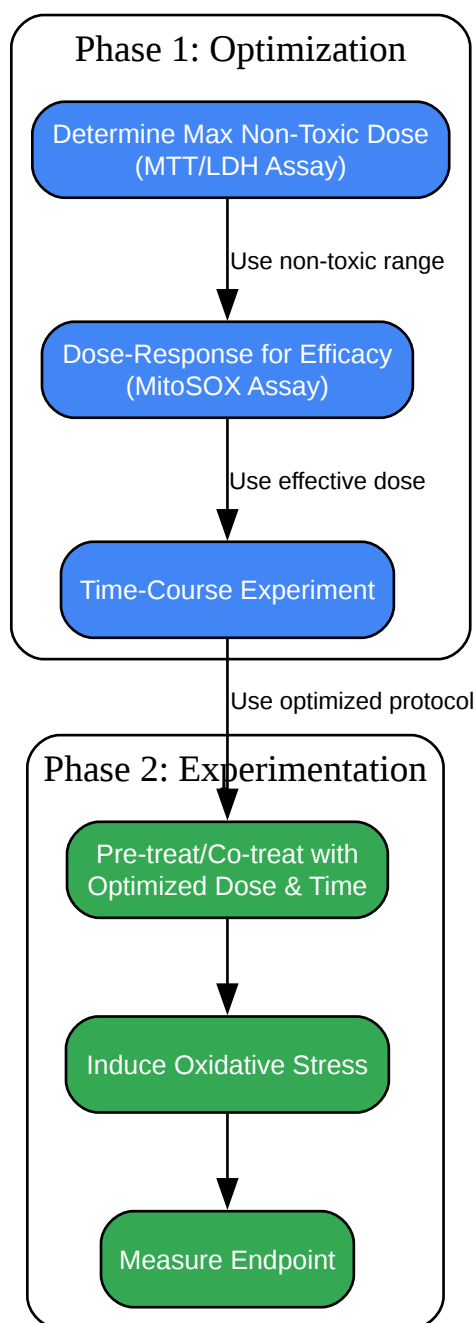 Phase 1: Optimization
Determine Max Non-Toxic Dose
(MTT/LDH Assay)
Use non-toxic range
Dose-Response for Efficacy
(MitoSOX Assay)
Use effective dose
Time-Course Experiment
Use optimized protocol
Phase 2: Experimentation
Pre-treat/Co-treat with
Optimized Dose & Time
Induce Oxidative Stress
Measure Endpoint